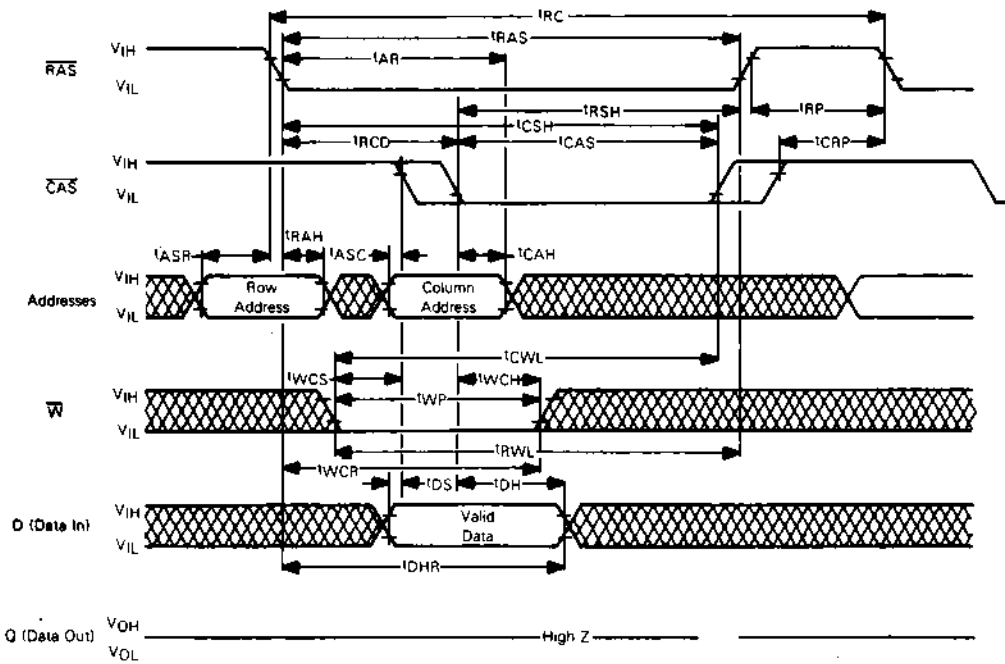 tRC
tRAS
tAR
RAS
VIH
VIL
tRSH
tRP
tCSH
tRCD
tCAS
tCRP
CAS
VIH
VIL
tASR
tRAH
tASC
tCAH
Addresses
VIH
VIL
Row
Address
Column
Address
tCWL
tWCS
tWCH
W
VIH
VIL
tWP
tRWL
tWCR
tDS
tDH
D (Data In)
VIH
VIL
Valid
Data
tDHR
Q (Data Out)
VOH
VOL
High Z